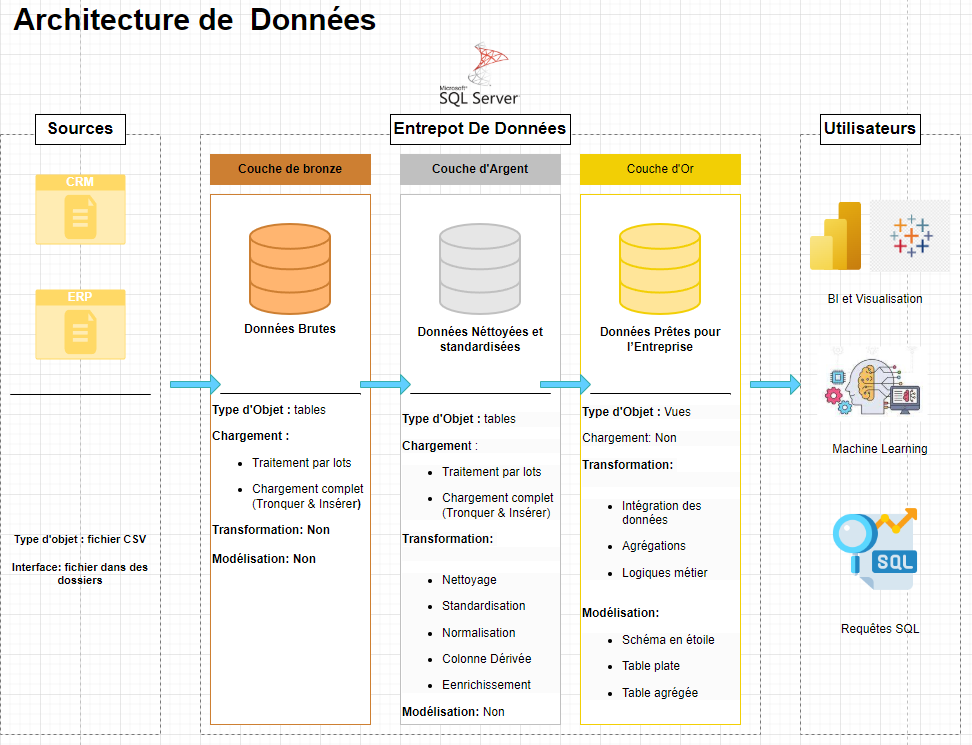 Architecture de  Données
Microsoft®
SQL Server
Sources
CRM
ERP
Type d'objet : fichier CSV
Interface: fichier dans des
dossiers
Entrepot De Données
Couche de bronze
Données Brutes
Type d'Objet : tables
Chargement :
Traitement par lots
Chargement complet
(Tronquer & Insérer)
Transformation: Non
Modélisation: Non
Couche d'Argent
Données Néttoyées et
standardisées
Type d'Objet : tables
Chargement :
Traitement par lots
Chargement complet
(Tronquer & Insérer)
Transformation:
Nettoyage
Standardisation
Normalisation
Colonne Dérivée
Eenrichissement
Modélisation: Non
Couche d'Or
Données Prêtes pour
l'Entreprise
Type d'Objet : Vues
Chargement: Non
Transformation:
Intégration des
données
Agrégations
Logiques métier
Modélisation:
Schéma en étoile
Table plate
Table agrégée
Utilisateurs
BI et Visualisation
Machine Learning
SQL
Requêtes SQL